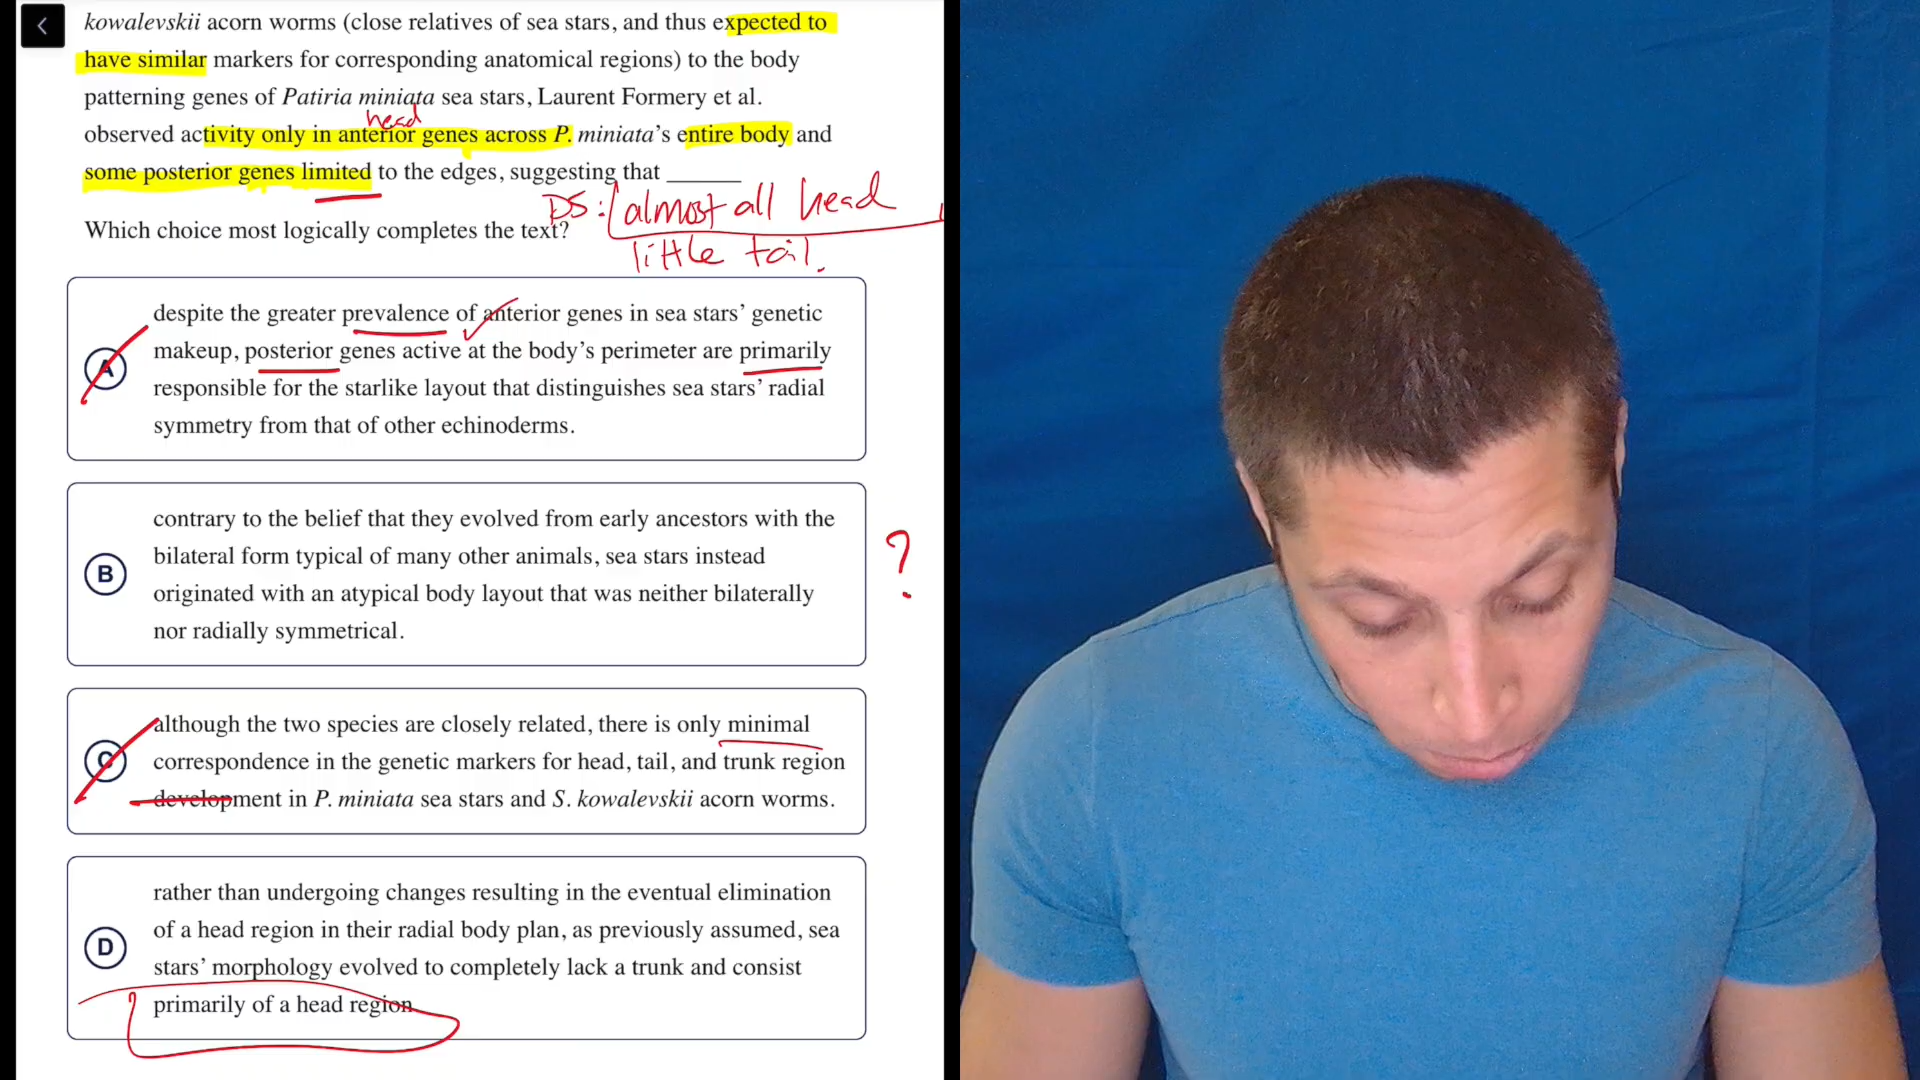 kowalevskii acorn worms (close relatives of sea stars, and thus expected to
have similar markers for corresponding anatomical regions) to the body
patterning genes of Patiria miniata sea stars, Laurent Formery et al.
head
observed activity only in anterior genes across P. miniata's entire body and
some posterior genes limited to the edges, suggesting that ______
DS: almost all head
Which choice most logically completes the text?
little tail.
A
despite the greater prevalence of anterior genes in sea stars' genetic
makeup, posterior genes active at the body's perimeter are primarily
responsible for the starlike layout that distinguishes sea stars' radial
symmetry from that of other echinoderms.
B
contrary to the belief that they evolved from early ancestors with the
bilateral form typical of many other animals, sea stars instead
originated with an atypical body layout that was neither bilaterally
nor radially symmetrical.
?
C
although the two species are closely related, there is only minimal
correspondence in the genetic markers for head, tail, and trunk region
development in P. miniata sea stars and S. kowalevskii acorn worms.
D
rather than undergoing changes resulting in the eventual elimination
of a head region in their radial body plan, as previously assumed, sea
stars' morphology evolved to completely lack a trunk and consist
primarily of a head region.